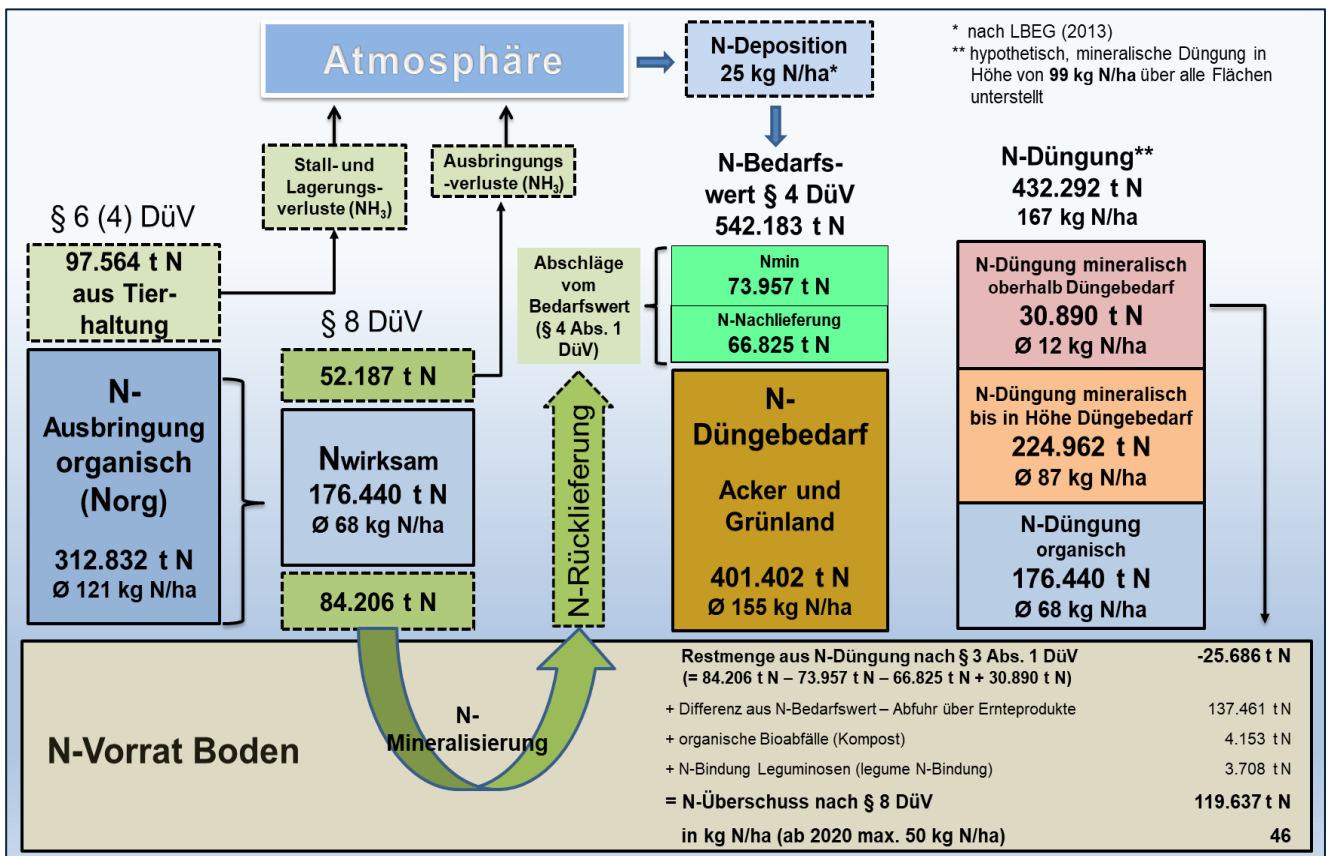 Atmosphäre
N-Deposition
25 kg N/ha*
* nach LBEG (2013)
** hypothetisch, mineralische Düngung in
Höhe von 99 kg N/ha über alle Flächen
unterstellt
Stall- und
Lagerungs-
verluste (NH₃)
Ausbringungs
-verluste (NH₃)
N-Bedarfs-
wert § 4 DüV
542.183 t N
N-Düngung**
432.292 t N
167 kg N/ha
§ 6 (4) DüV
97.564 t N
aus Tier-
haltung
§ 8 DüV
Abschläge
vom
Bedarfswert
(§ 4 Abs. 1
DüV)
Nmin
73.957 t N
N-Nachlieferung
66.825 t N
N-Düngung mineralisch
oberhalb Düngebedarf
30.890 t N
Ø 12 kg N/ha
N-
Ausbringung
organisch
(Norg)
312.832 t N
Ø 121 kg N/ha
52.187 t N
Nwirksam
176.440 t N
Ø 68 kg N/ha
84.206 t N
N-Rücklieferung
N-
Düngebedarf
Acker und
Grünland
401.402 t N
Ø 155 kg N/ha
N-Düngung mineralisch
bis in Höhe Düngebedarf
224.962 t N
Ø 87 kg N/ha
N-Düngung
organisch
176.440 t N
Ø 68 kg N/ha
N-Vorrat Boden
N-
Mineralisierung
Restmenge aus N-Düngung nach § 3 Abs. 1 DüV -25.686 t N
(= 84.206 t N – 73.957 t N – 66.825 t N + 30.890 t N)
+ Differenz aus N-Bedarfswert – Abfuhr über Ernteprodukte 137.461 t N
+ organische Bioabfälle (Kompost) 4.153 t N
+ N-Bindung Leguminosen (legume N-Bindung) 3.708 t N
= N-Überschuss nach § 8 DüV 119.637 t N
in kg N/ha (ab 2020 max. 50 kg N/ha) 46